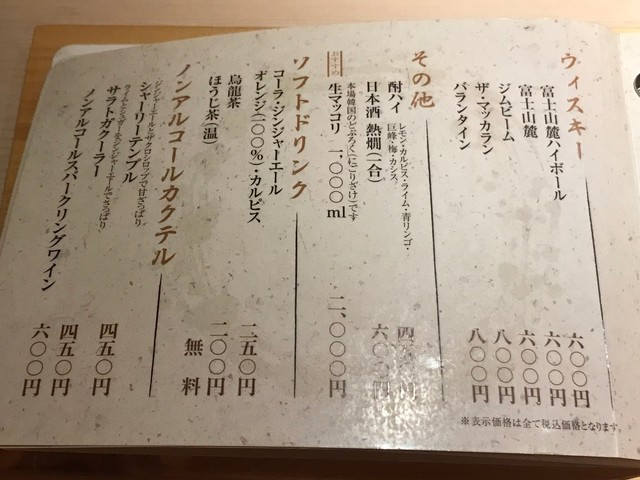 ウィスキー
富士山麓ハイボール 六〇〇円
富士山麓 六〇〇円
ジムビーム 六〇〇円
ザ・マッカラン 八〇〇円
バランタイン 八〇〇円
その他
酎ハイ
レモン・カルピス・ライム・青リンゴ・
巨峰・梅・カシス
日本酒 熱燗(一合) 六〇〇円
本場韓国のどぶろく(にごりざけ)です
おすすめ
生マッコリ 一,〇〇〇ml 二、〇〇〇円
ソフトドリンク
コーラ・ジンジャーエール
オレンジ(一〇〇%)・カルピス 二五〇円
烏龍茶 二〇〇円
ほうじ茶(温) 無料
ノンアルコールカクテル
ジンジャーエールとザクロシロップで甘さっぱり
シャーリーテンプル 四五〇円
ライムとシュガーをジンジャーエールでさっぱり
サラトガクーラー 四五〇円
ノンアルコールスパークリングワイン 六〇〇円
※表示価格は全て税込価格となります